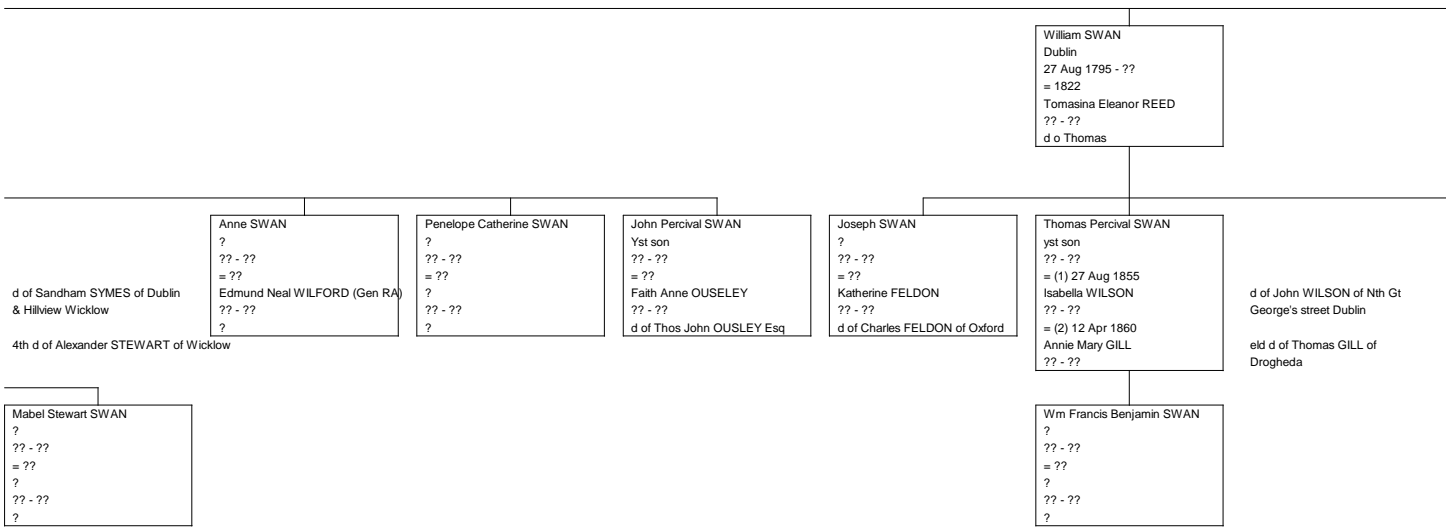 William SWAN
Dublin
27 Aug 1795 - ??
= 1822
Tomasina Eleanor REED
?? - ??
d o Thomas
d of Sandham SYMES of Dublin
& Hillview Wicklow
4th d of Alexander STEWART of Wicklow
Anne SWAN
?
?? - ??
= ??
Edmund Neal WILFORD (Gen RA)
?? - ??
?
Penelope Catherine SWAN
?
?? - ??
= ??
?
?? - ??
?
John Percival SWAN
Yst son
?? - ??
= ??
Faith Anne OUSELEY
?? - ??
d of Thos John OUSLEY Esq
Joseph SWAN
?
?? - ??
= ??
Katherine FELDON
?? - ??
d of Charles FELDON of Oxford
Thomas Percival SWAN
yst son
?? - ??
= (1) 27 Aug 1855
Isabella WILSON
?? - ??
= (2) 12 Apr 1860
Annie Mary GILL
?? - ??
d of John WILSON of Nth Gt
George's street Dublin
eld d of Thomas GILL of
Drogheda
Mabel Stewart SWAN
?
?? - ??
= ??
?
?? - ??
?
Wm Francis Benjamin SWAN
?
?? - ??
= ??
?
?? - ??
?